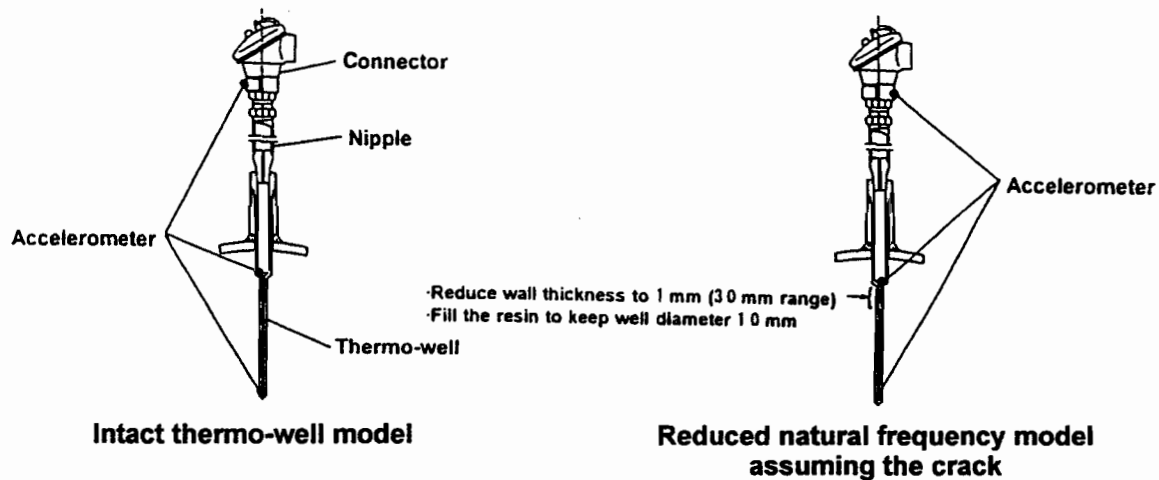 Connector
Nipple
Accelerometer
Thermo-well
Intact thermo-well model
Accelerometer
·Reduce wall thickness to 1 mm (30 mm range)
·Fill the resin to keep well diameter 10 mm
Reduced natural frequency model
assuming the crack